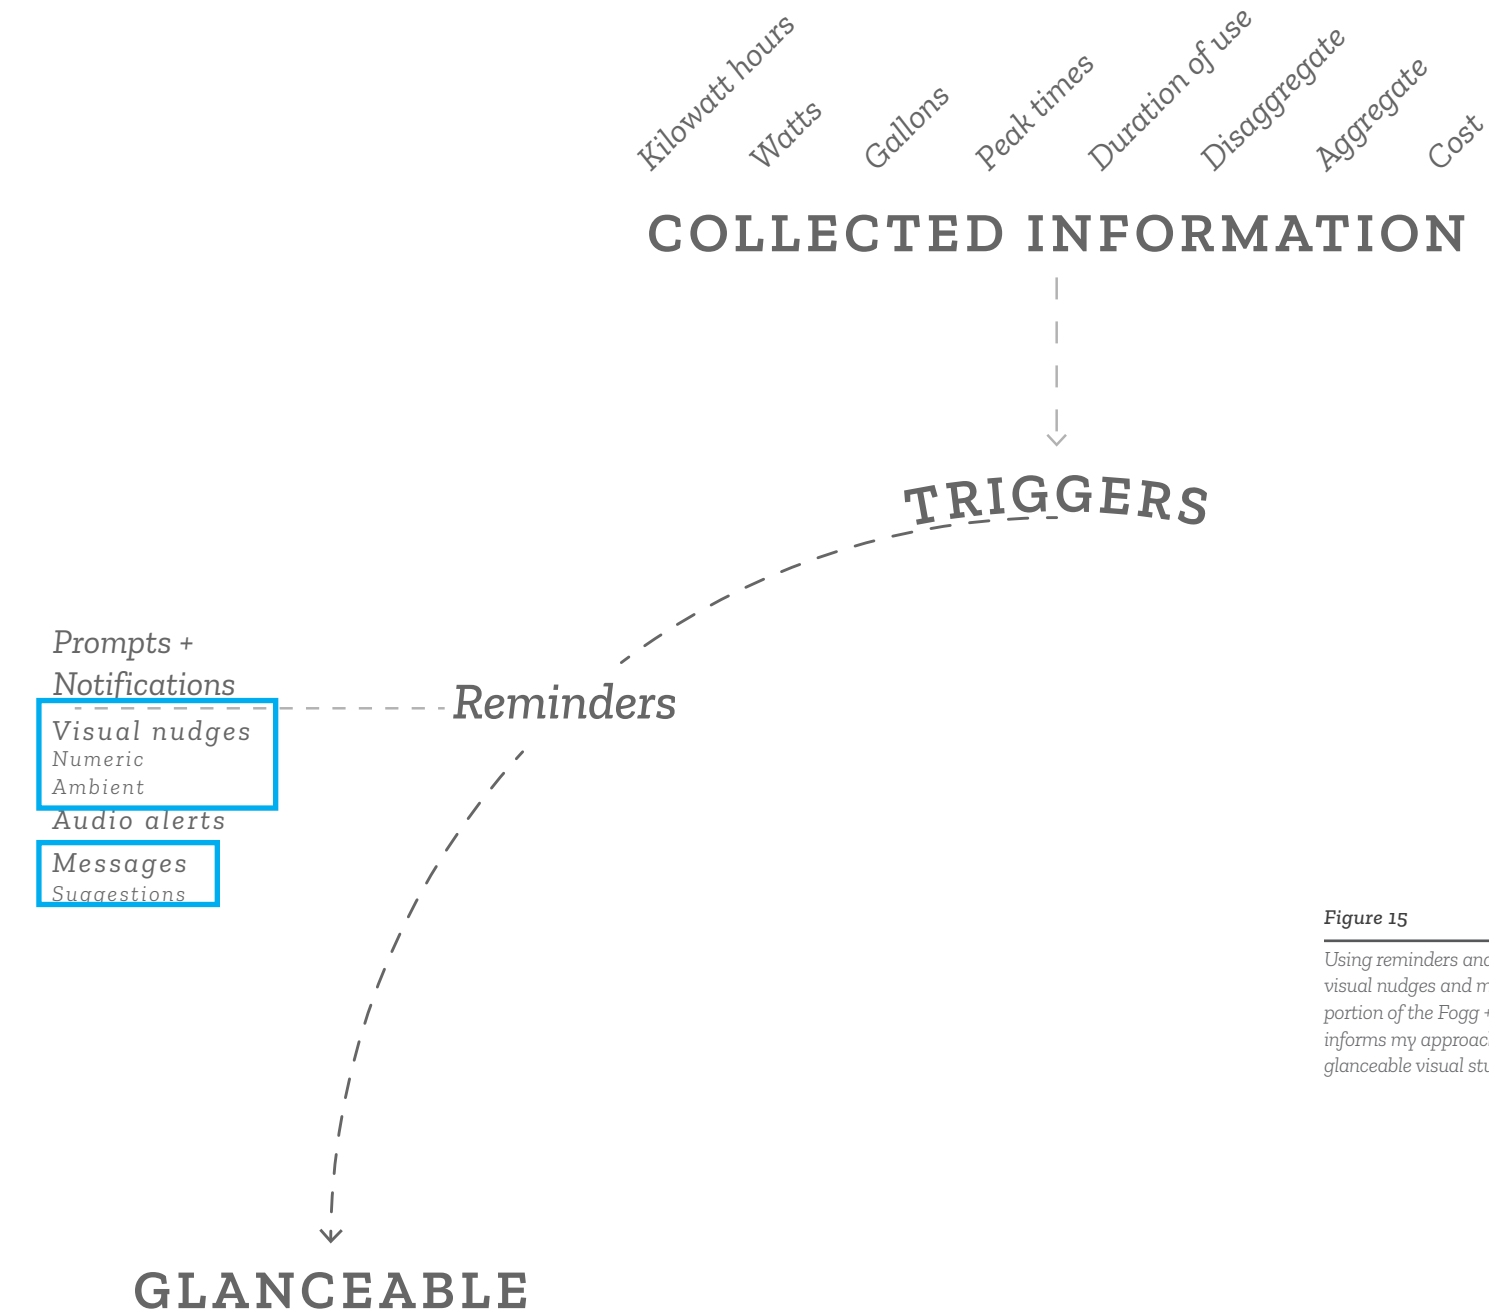 Kilowatt hours
Watts
Gallons
Peak times
Duration of use
Disaggregate
Aggregate
Cost
COLLECTED INFORMATION
TRIGGERS
Prompts +
Notifications
Reminders
Visual nudges
Numeric
Ambient
Audio alerts
Messages
Suggestions
Figure 15
Using reminders and
visual nudges and
portion of the Fogg +
informs my
glanceable visual
GLANCEABLE